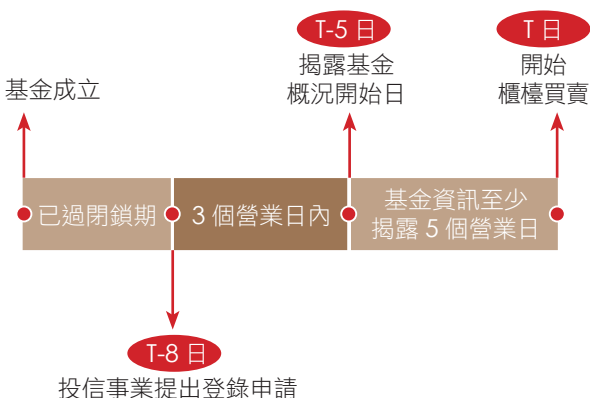 T-5 日
T 日
揭露基金
概況開始日
開始
櫃檯買賣
基金成立
已過閉鎖期
3 個營業日內
基金資訊至少
揭露 5 個營業日
T-8 日
投信事業提出登錄申請